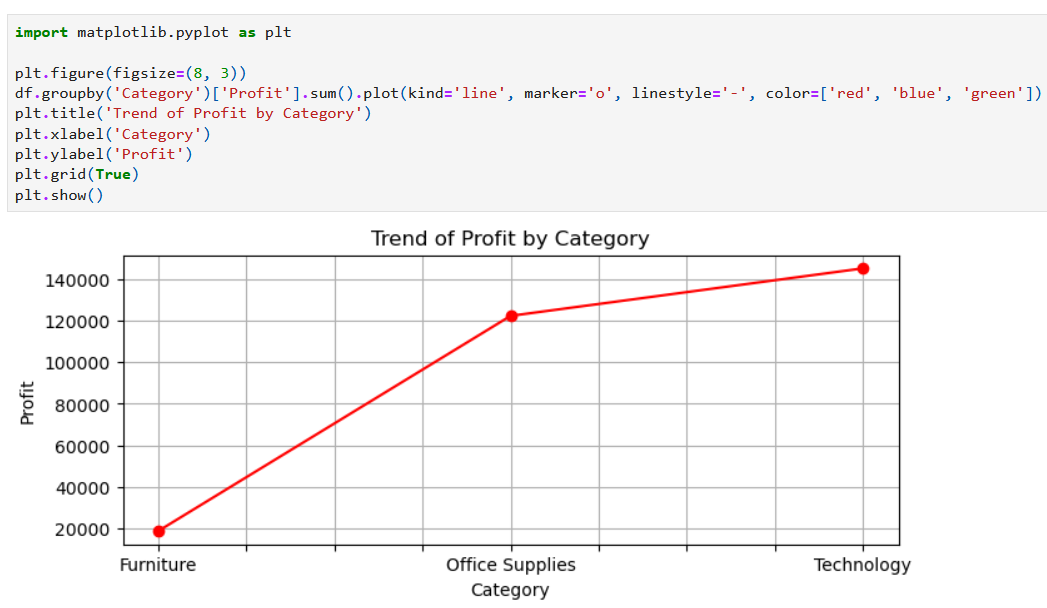 import matplotlib.pyplot as plt
plt.figure(figsize=(8, 3))
df.groupby('Category')['Profit'].sum().plot(kind='line', marker='o', linestyle='-', color=['red', 'blue', 'green'])
plt.title('Trend of Profit by Category')
plt.xlabel('Category')
plt.ylabel('Profit')
plt.grid(True)
plt.show()
Trend of Profit by Category
140000
120000
100000
80000
60000
40000
20000
Profit
Furniture Office Supplies Technology
Category